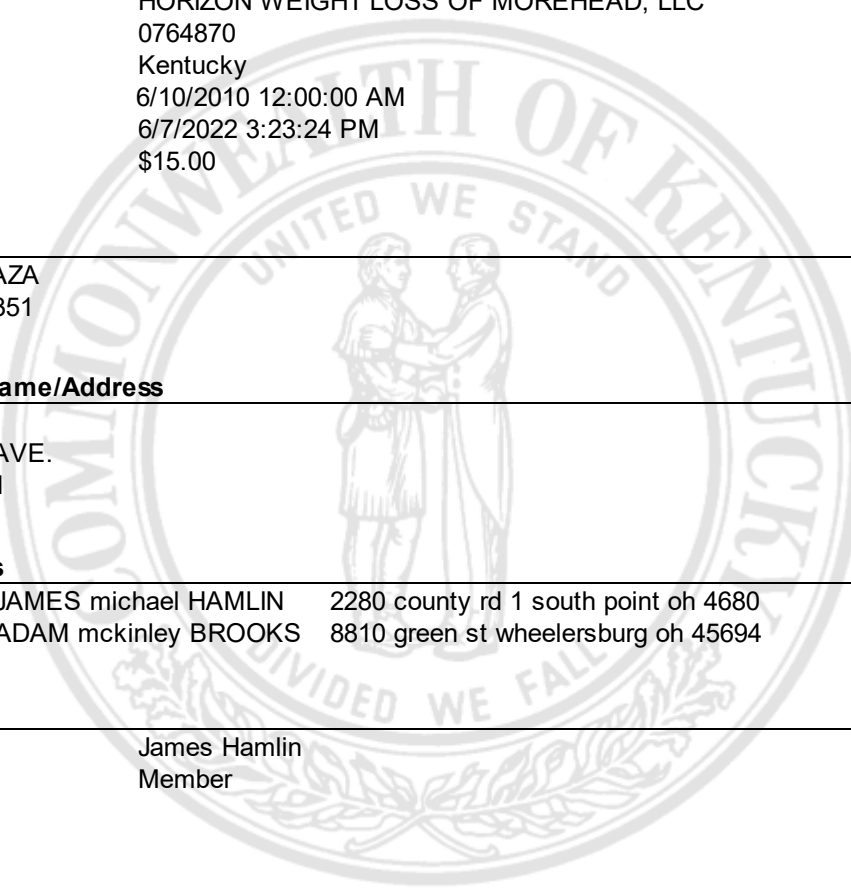 HORIZON WEIGHT LOSS OF MOREHEAD, LLC
0764870
Kentucky
6/10/2010 12:00:00 AM
6/7/2022 3:23:24 PM
$15.00
AZA
351
ame/Address
AVE.
s
JAMES michael HAMLIN 2280 county rd 1 south point oh 4680
ADAM mckinley BROOKS 8810 green st wheelersburg oh 45694
James Hamlin
Member
COMMONWEALTH OF KENTUCKY
UNITED WE STAND
DIVIDED WE FALL